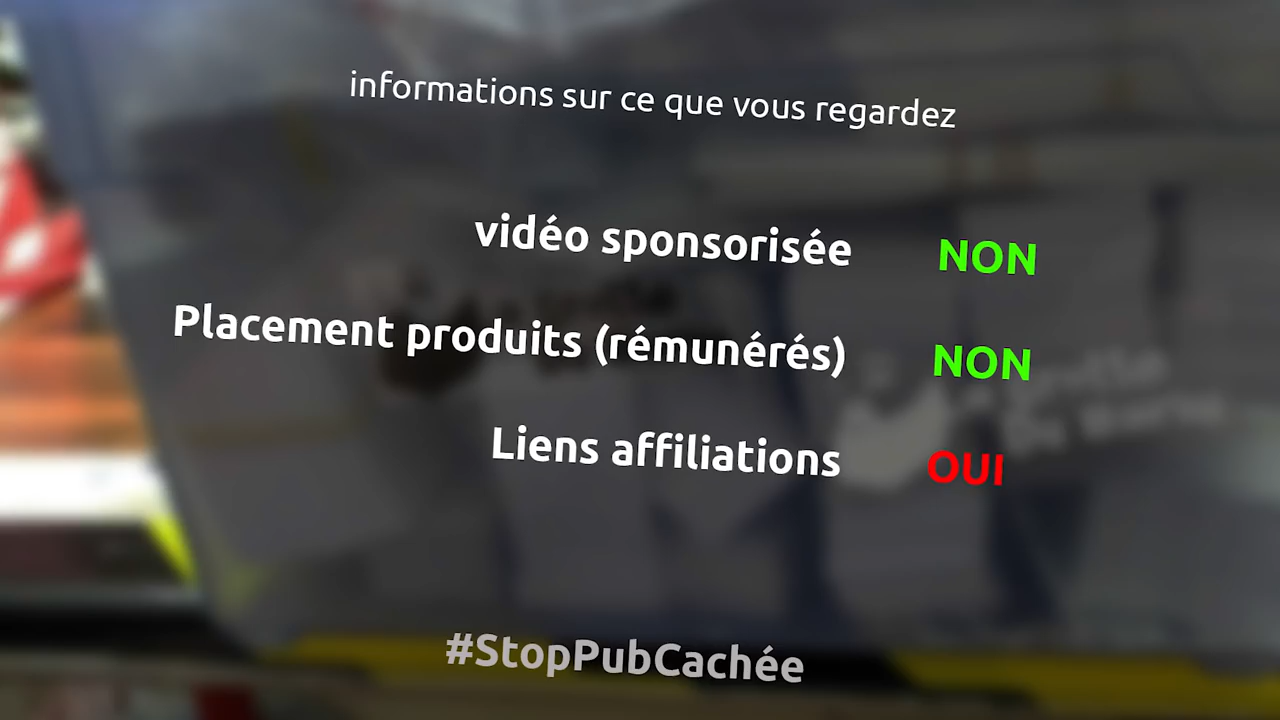 informations sur ce que vous regardez
vidéo sponsorisée NON
Placement produits (rémunérés) NON
Liens affiliations OUI
#StopPubCachée